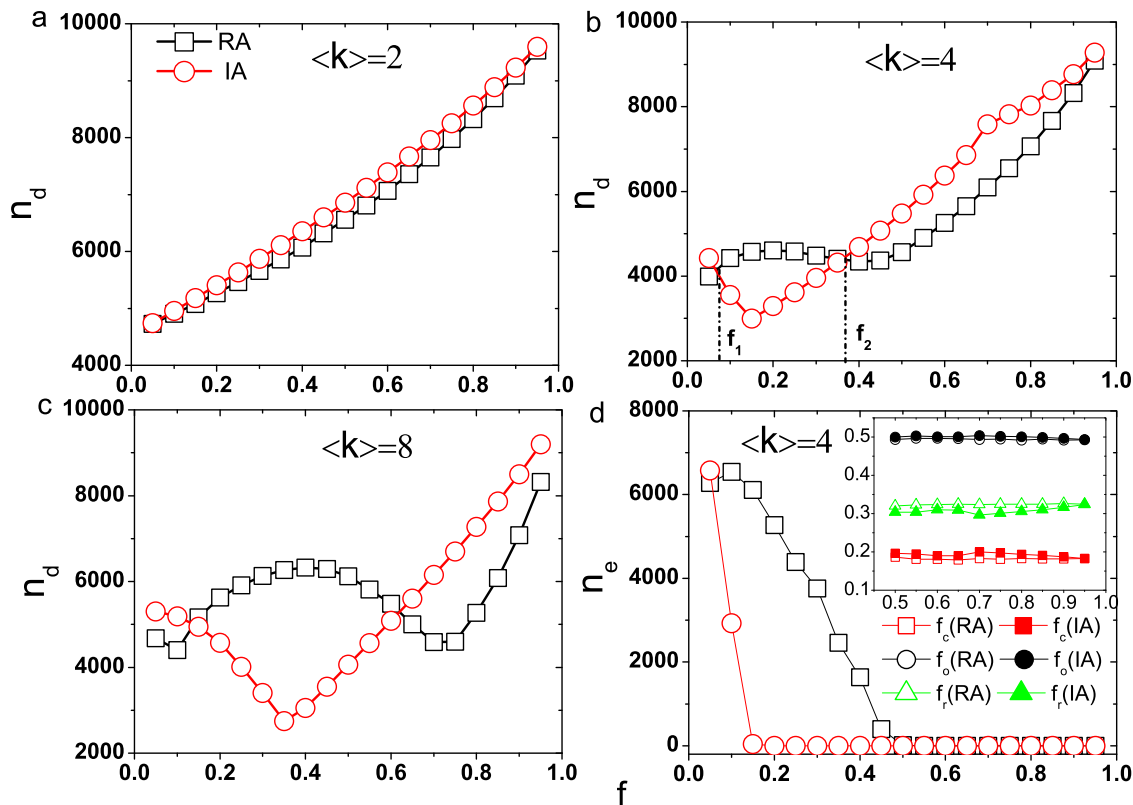 a
RA
IA
<k>=2
n_d
10000
8000
6000
4000
0.0 0.2 0.4 0.6 0.8 1.0
b
<k>=4
n_d
10000
8000
6000
4000
2000
f_1
f_2
0.0 0.2 0.4 0.6 0.8 1.0
c
<k>=8
n_d
10000
8000
6000
4000
2000
0.0 0.2 0.4 0.6 0.8 1.0
d
<k>=4
n_e
8000
6000
4000
2000
0
0.5
0.4
0.3
0.2
0.1
0.5 0.6 0.7 0.8 0.9 1.0
f_c(RA) f_c(IA)
f_o(RA) f_o(IA)
f_r(RA) f_r(IA)
0.0 0.2 0.4 0.6 0.8 1.0
f